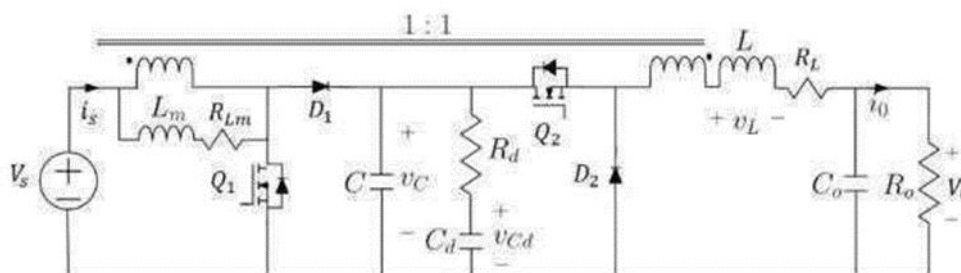 1 : 1
L
R_L
i_s
L_m
R_Lm
D_1
Q_2
+ v_L −
i_0
V_s
Q_1
C
+
v_C
−
R_d
D_2
C_o
R_o
+
V
−
C_d
+
v_Cd
−